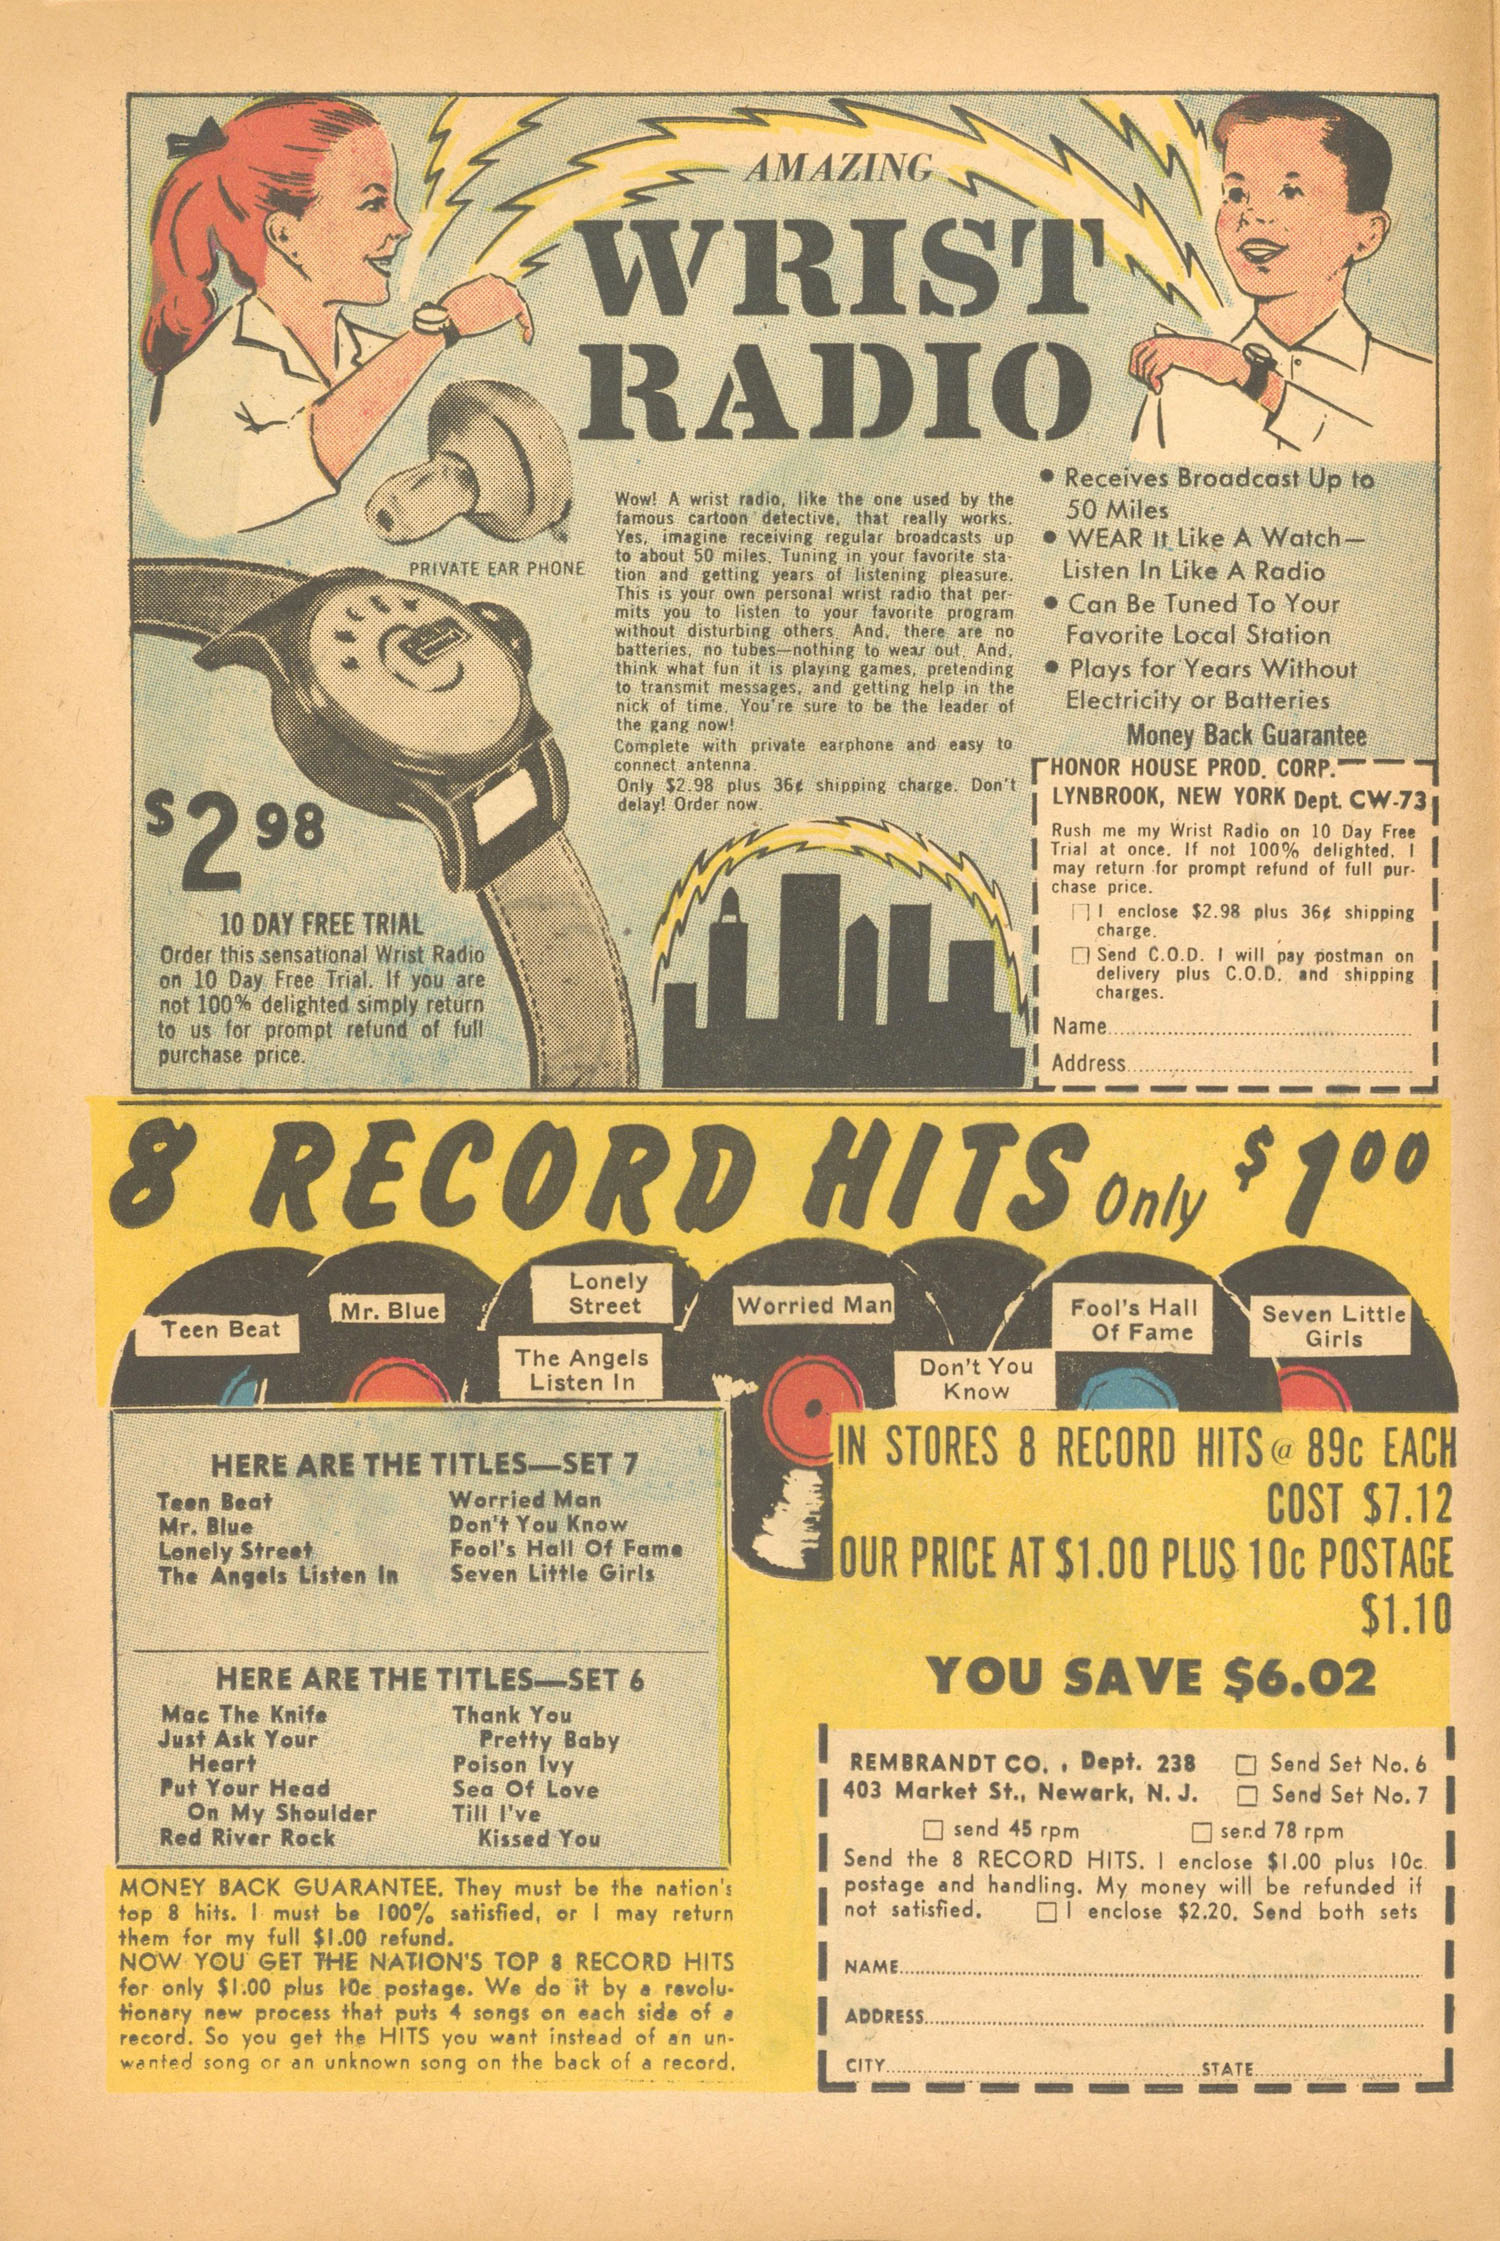 AMAZING
WRIST
RADIO
PRIVATE EAR PHONE
Wow! A wrist radio, like the one used by the
famous cartoon detective, that really works.
Yes, imagine receiving regular broadcasts up
to about 50 miles. Tuning in your favorite sta-
tion and getting years of listening pleasure.
This is your own personal wrist radio that per-
mits you to listen to your favorite program
without disturbing others. And, there are no
batteries, no tubes—nothing to wear out. And,
think what fun it is playing games, pretending
to transmit messages, and getting help in the
nick of time. You're sure to be the leader of
the gang now!
Complete with private earphone and easy to
connect antenna.
Only $2.98 plus 36¢ shipping charge. Don't
delay! Order now.
• Receives Broadcast Up to
50 Miles
• WEAR It Like A Watch—
Listen In Like A Radio
• Can Be Tuned To Your
Favorite Local Station
• Plays for Years Without
Electricity or Batteries
Money Back Guarantee
$2 98
10 DAY FREE TRIAL
Order this sensational Wrist Radio
on 10 Day Free Trial. If you are
not 100% delighted simply return
to us for prompt refund of full
purchase price.
HONOR HOUSE PROD. CORP.
LYNBROOK, NEW YORK Dept. CW-73
Rush me my Wrist Radio on 10 Day Free
Trial at once. If not 100% delighted, I
may return for prompt refund of full pur-
chase price.
I enclose $2.98 plus 36¢ shipping
charge.
Send C.O.D. I will pay postman on
delivery plus C.O.D. and shipping
charges.
Name
Address
8 RECORD HITS Only $1 00
Teen Beat
Mr. Blue
Lonely
Street
The Angels
Listen In
Worried Man
Don't You
Know
Fool's Hall
Of Fame
Seven Little
Girls
HERE ARE THE TITLES—SET 7
Teen Beat
Mr. Blue
Lonely Street
The Angels Listen In
Worried Man
Don't You Know
Fool's Hall Of Fame
Seven Little Girls
HERE ARE THE TITLES—SET 6
Mac The Knife
Just Ask Your
Heart
Put Your Head
On My Shoulder
Red River Rock
Thank You
Pretty Baby
Poison Ivy
Sea Of Love
Till I've
Kissed You
MONEY BACK GUARANTEE. They must be the nation's
top 8 hits. I must be 100% satisfied, or I may return
them for my full $1.00 refund.
NOW YOU GET THE NATION'S TOP 8 RECORD HITS
for only $1.00 plus 10c postage. We do it by a revolu-
tionary new process that puts 4 songs on each side of a
record. So you get the HITS you want instead of an un-
wanted song or an unknown song on the back of a record.
IN STORES 8 RECORD HITS @ 89c EACH
COST $7.12
OUR PRICE AT $1.00 PLUS 10c POSTAGE
$1.10
YOU SAVE $6.02
REMBRANDT CO., Dept. 238
403 Market St., Newark, N. J.
Send Set No. 6
Send Set No. 7
send 45 rpm
send 78 rpm
Send the 8 RECORD HITS. I enclose $1.00 plus 10c
postage and handling. My money will be refunded if
not satisfied. I enclose $2.20. Send both sets
NAME
ADDRESS
CITY STATE